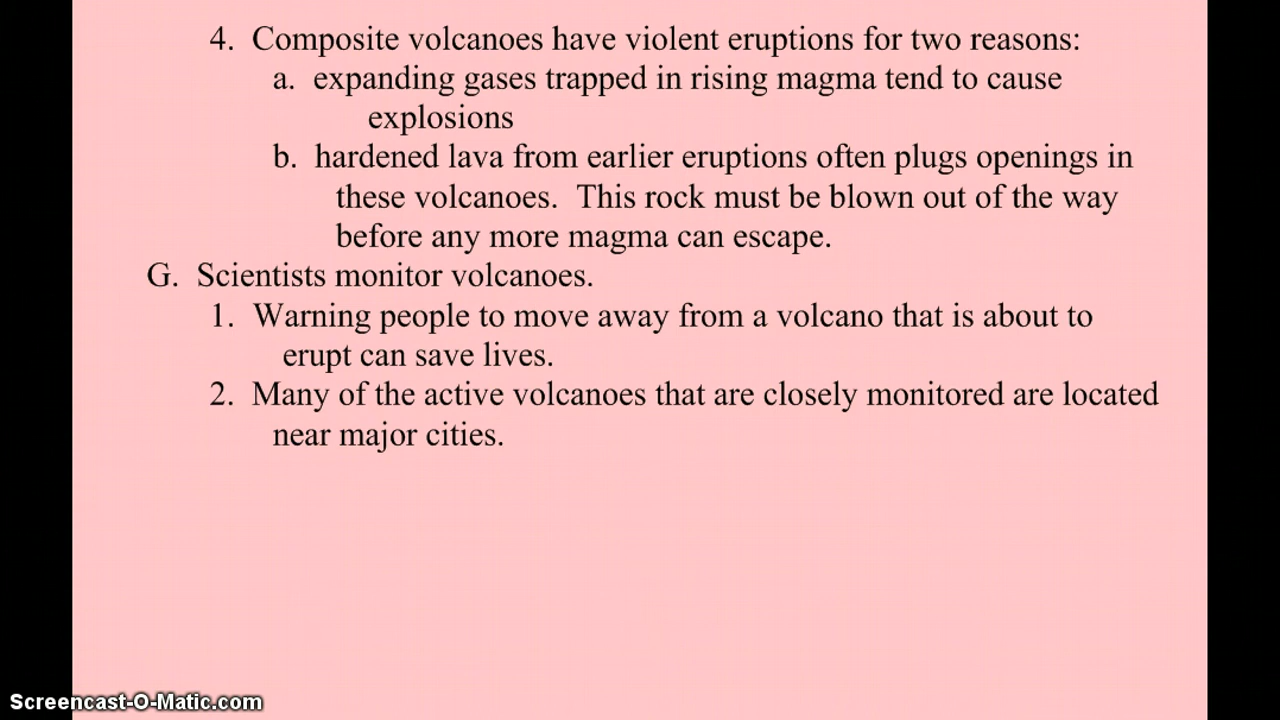 4. Composite volcanoes have violent eruptions for two reasons:
a. expanding gases trapped in rising magma tend to cause
explosions
b. hardened lava from earlier eruptions often plugs openings in
these volcanoes. This rock must be blown out of the way
before any more magma can escape.
G. Scientists monitor volcanoes.
1. Warning people to move away from a volcano that is about to
erupt can save lives.
2. Many of the active volcanoes that are closely monitored are located
near major cities.
Screencast-O-Matic.com